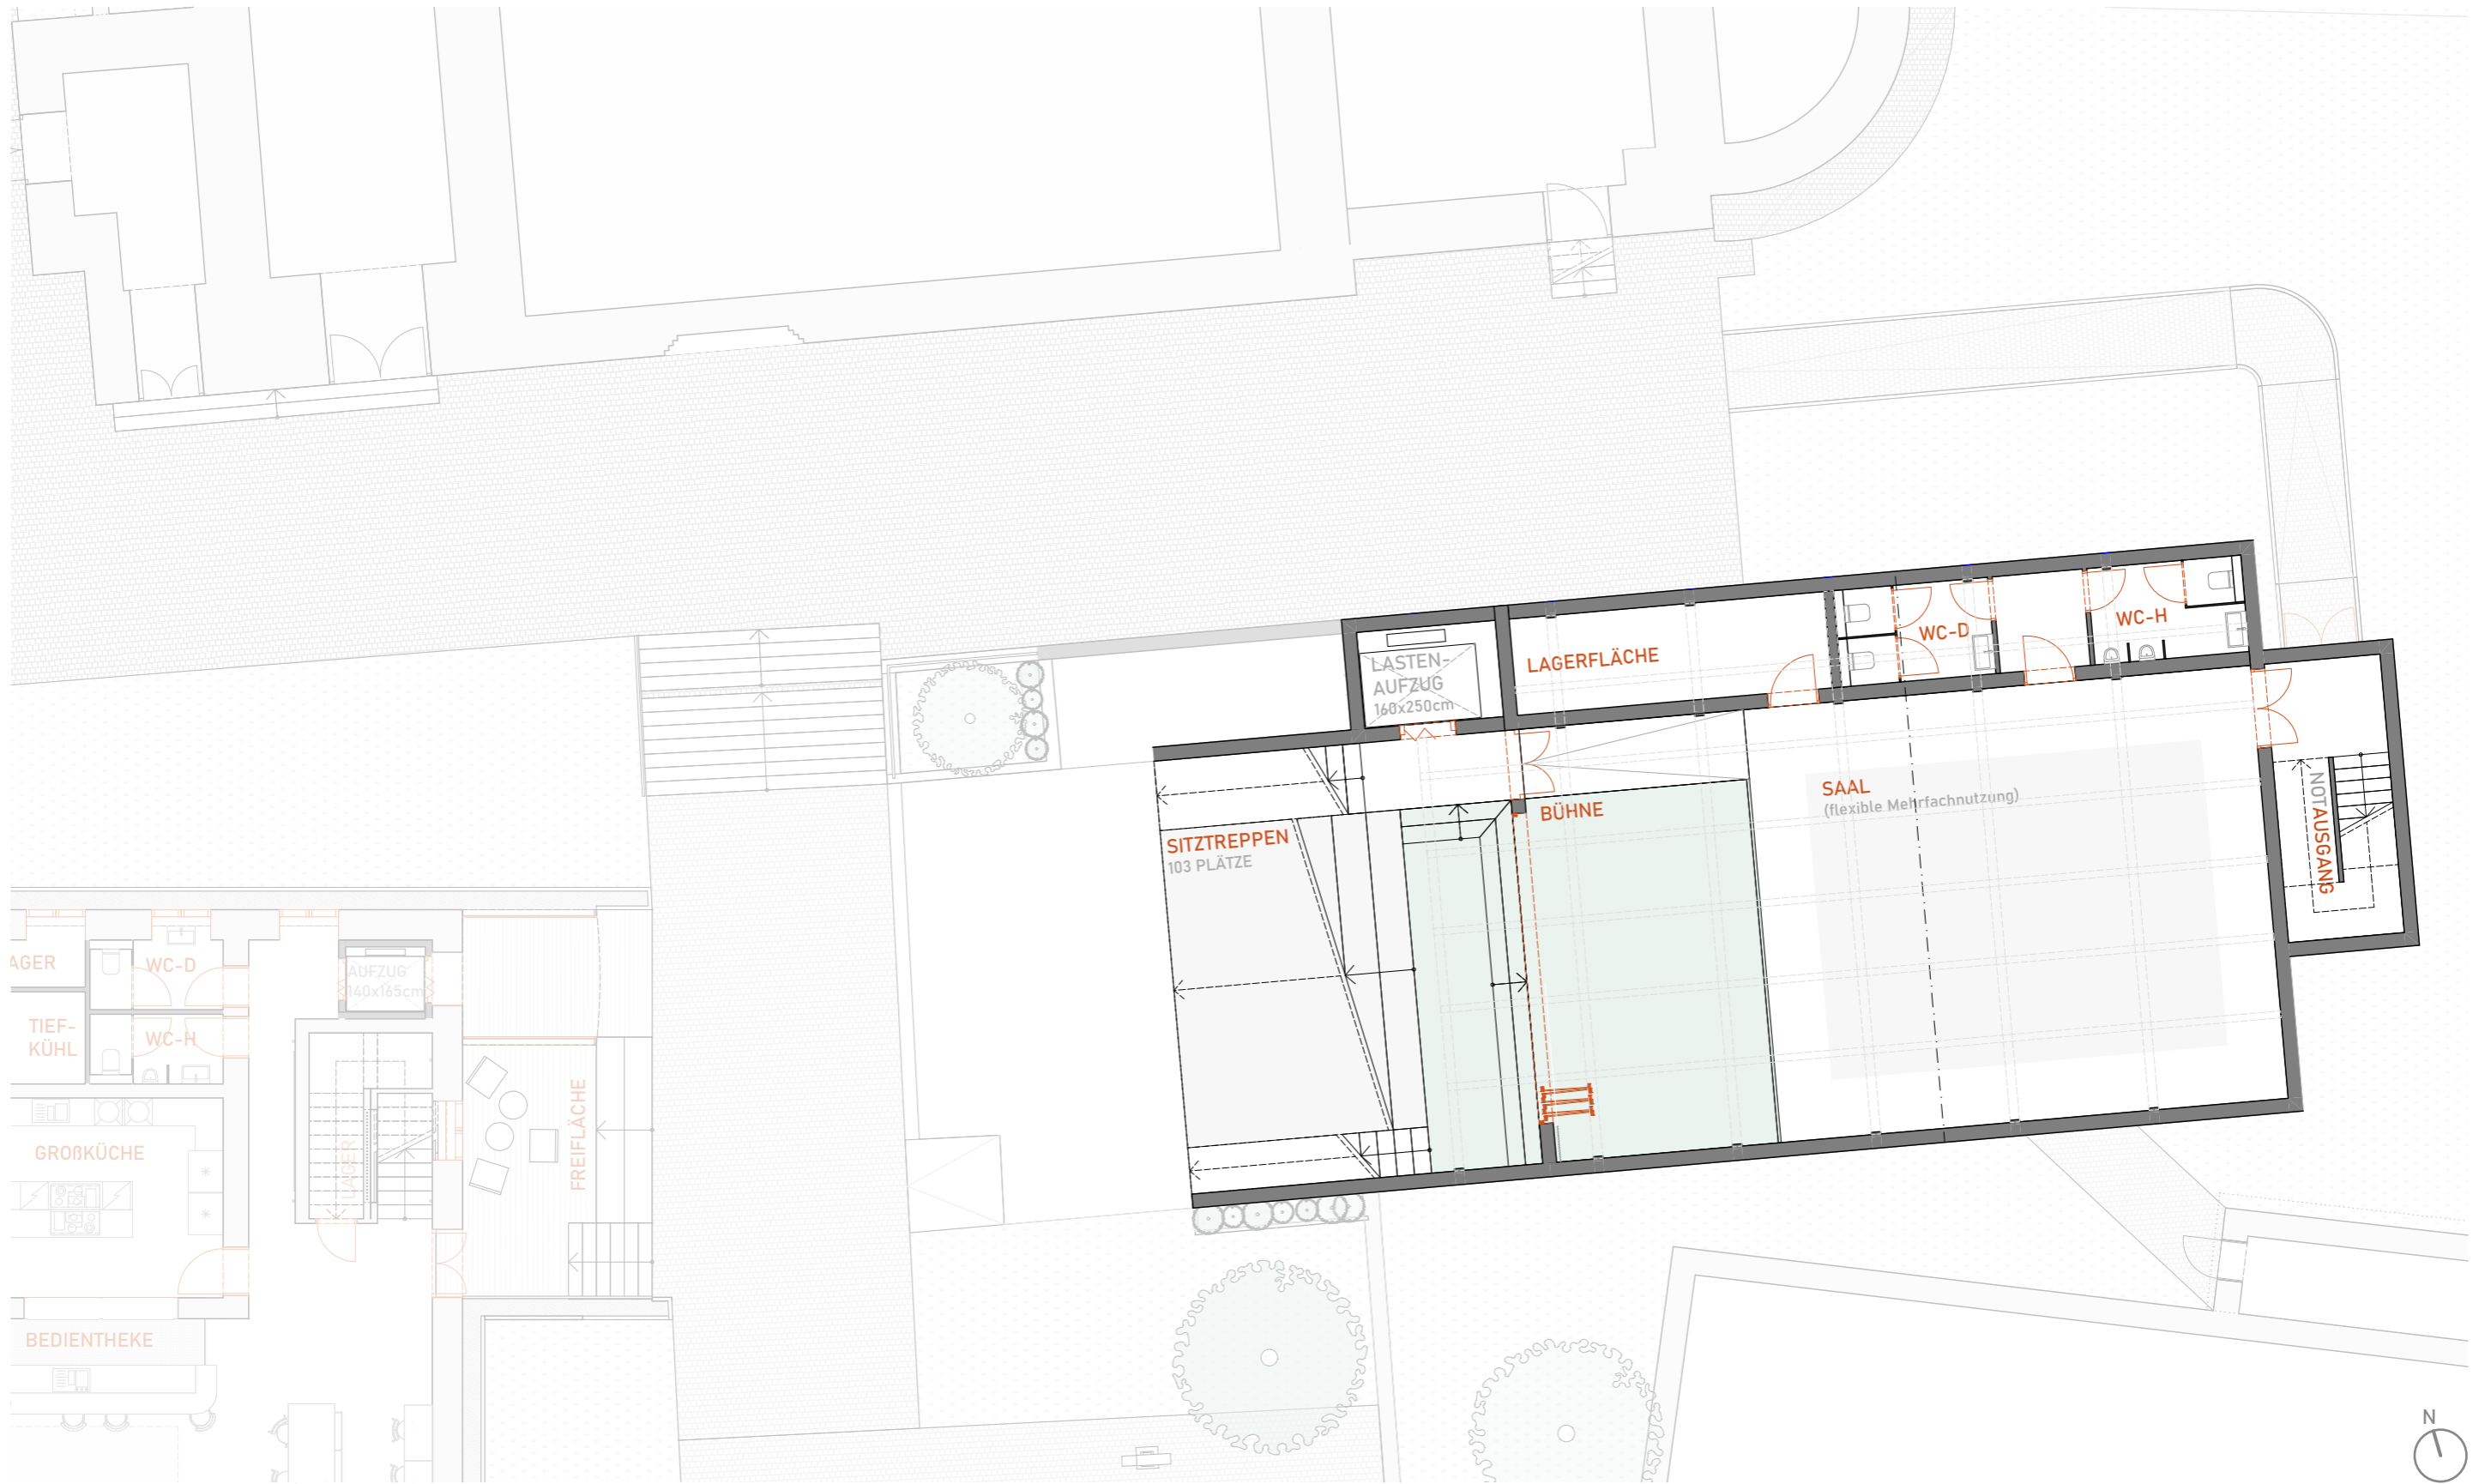 LASTEN-
AUFZUG
160x250cm
LAGERFLÄCHE
WC-D
WC-H
SAAL
(flexible Mehrfachnutzung)
BÜHNE
SITZTREPPEN
103 PLÄTZE
NOTAUSGANG
AGER
WC-D
AUFZUG
140x165cm
TIEF-
KÜHL
WC-H
FREIFLÄCHE
GROßKÜCHE
LAGER
BEDIENTHEKE
N